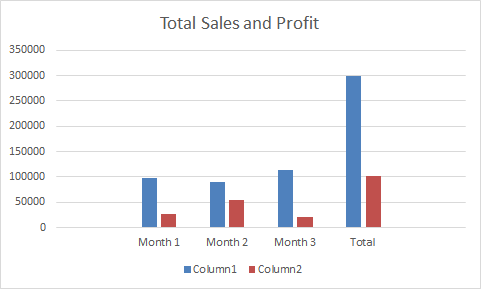 Total Sales and Profit
350000
300000
250000
200000
150000
100000
50000
0
Month 1 Month 2 Month 3 Total
Column1 Column2